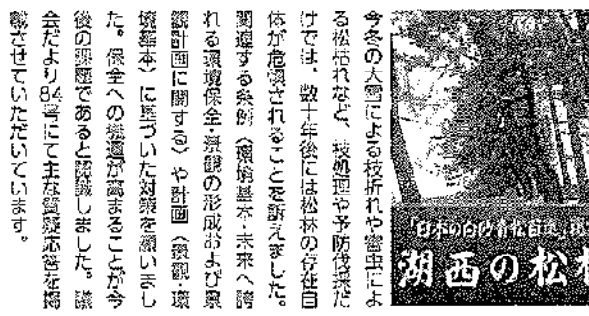 今冬の大雪による枝折れや害虫によ
る松枯れなど、枝処理や予防伐採だ
けでは、数十年後には松林の存在自
体が危惧されることを訴えました。
関連する条例〈環境基本・未来へ誇
れる環境保全・景観の形成および景
観計画に関する〉や計画〈景観・環
境基本〉に基づいた対策を願いまし
た。保全への機運が高まることが今
後の課題であると認識しました。議
会だより84号にて主な質疑応答を掲
載させていただいています。
「日本の白砂青松百選」
湖西の松